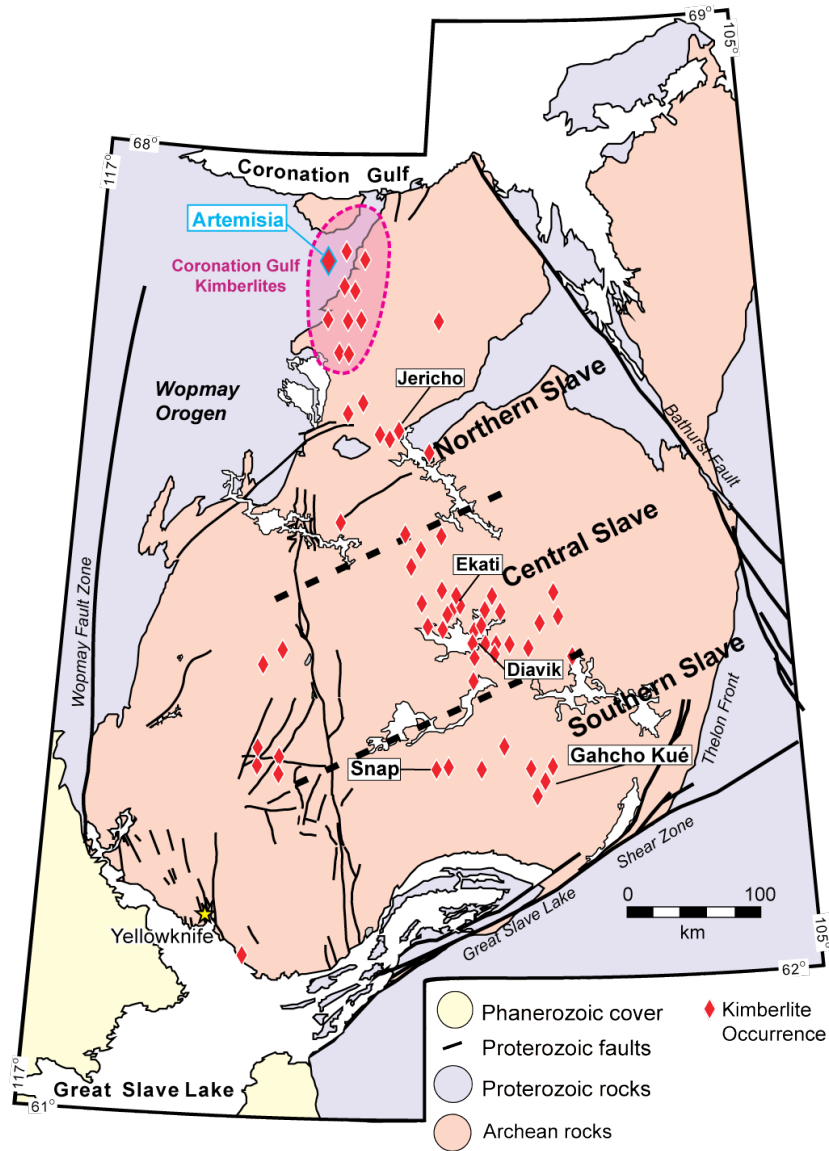 69°
105°
68°
117°
Coronation Gulf
Artemisia
Coronation Gulf
Kimberlites
Jericho
Wopmay
Orogen
Northern Slave
Bathurst Fault
Central Slave
Ekati
Wopmay Fault Zone
Diavik
Southern Slave
Thelon Front
Snap
Gahcho Kué
Shear Zone
0 100
km
Great Slave Lake
Yellowknife
105°
62°
Phanerozoic cover
Kimberlite
Occurrence
Proterozoic faults
117°
Great Slave Lake
Proterozoic rocks
61°
Archean rocks